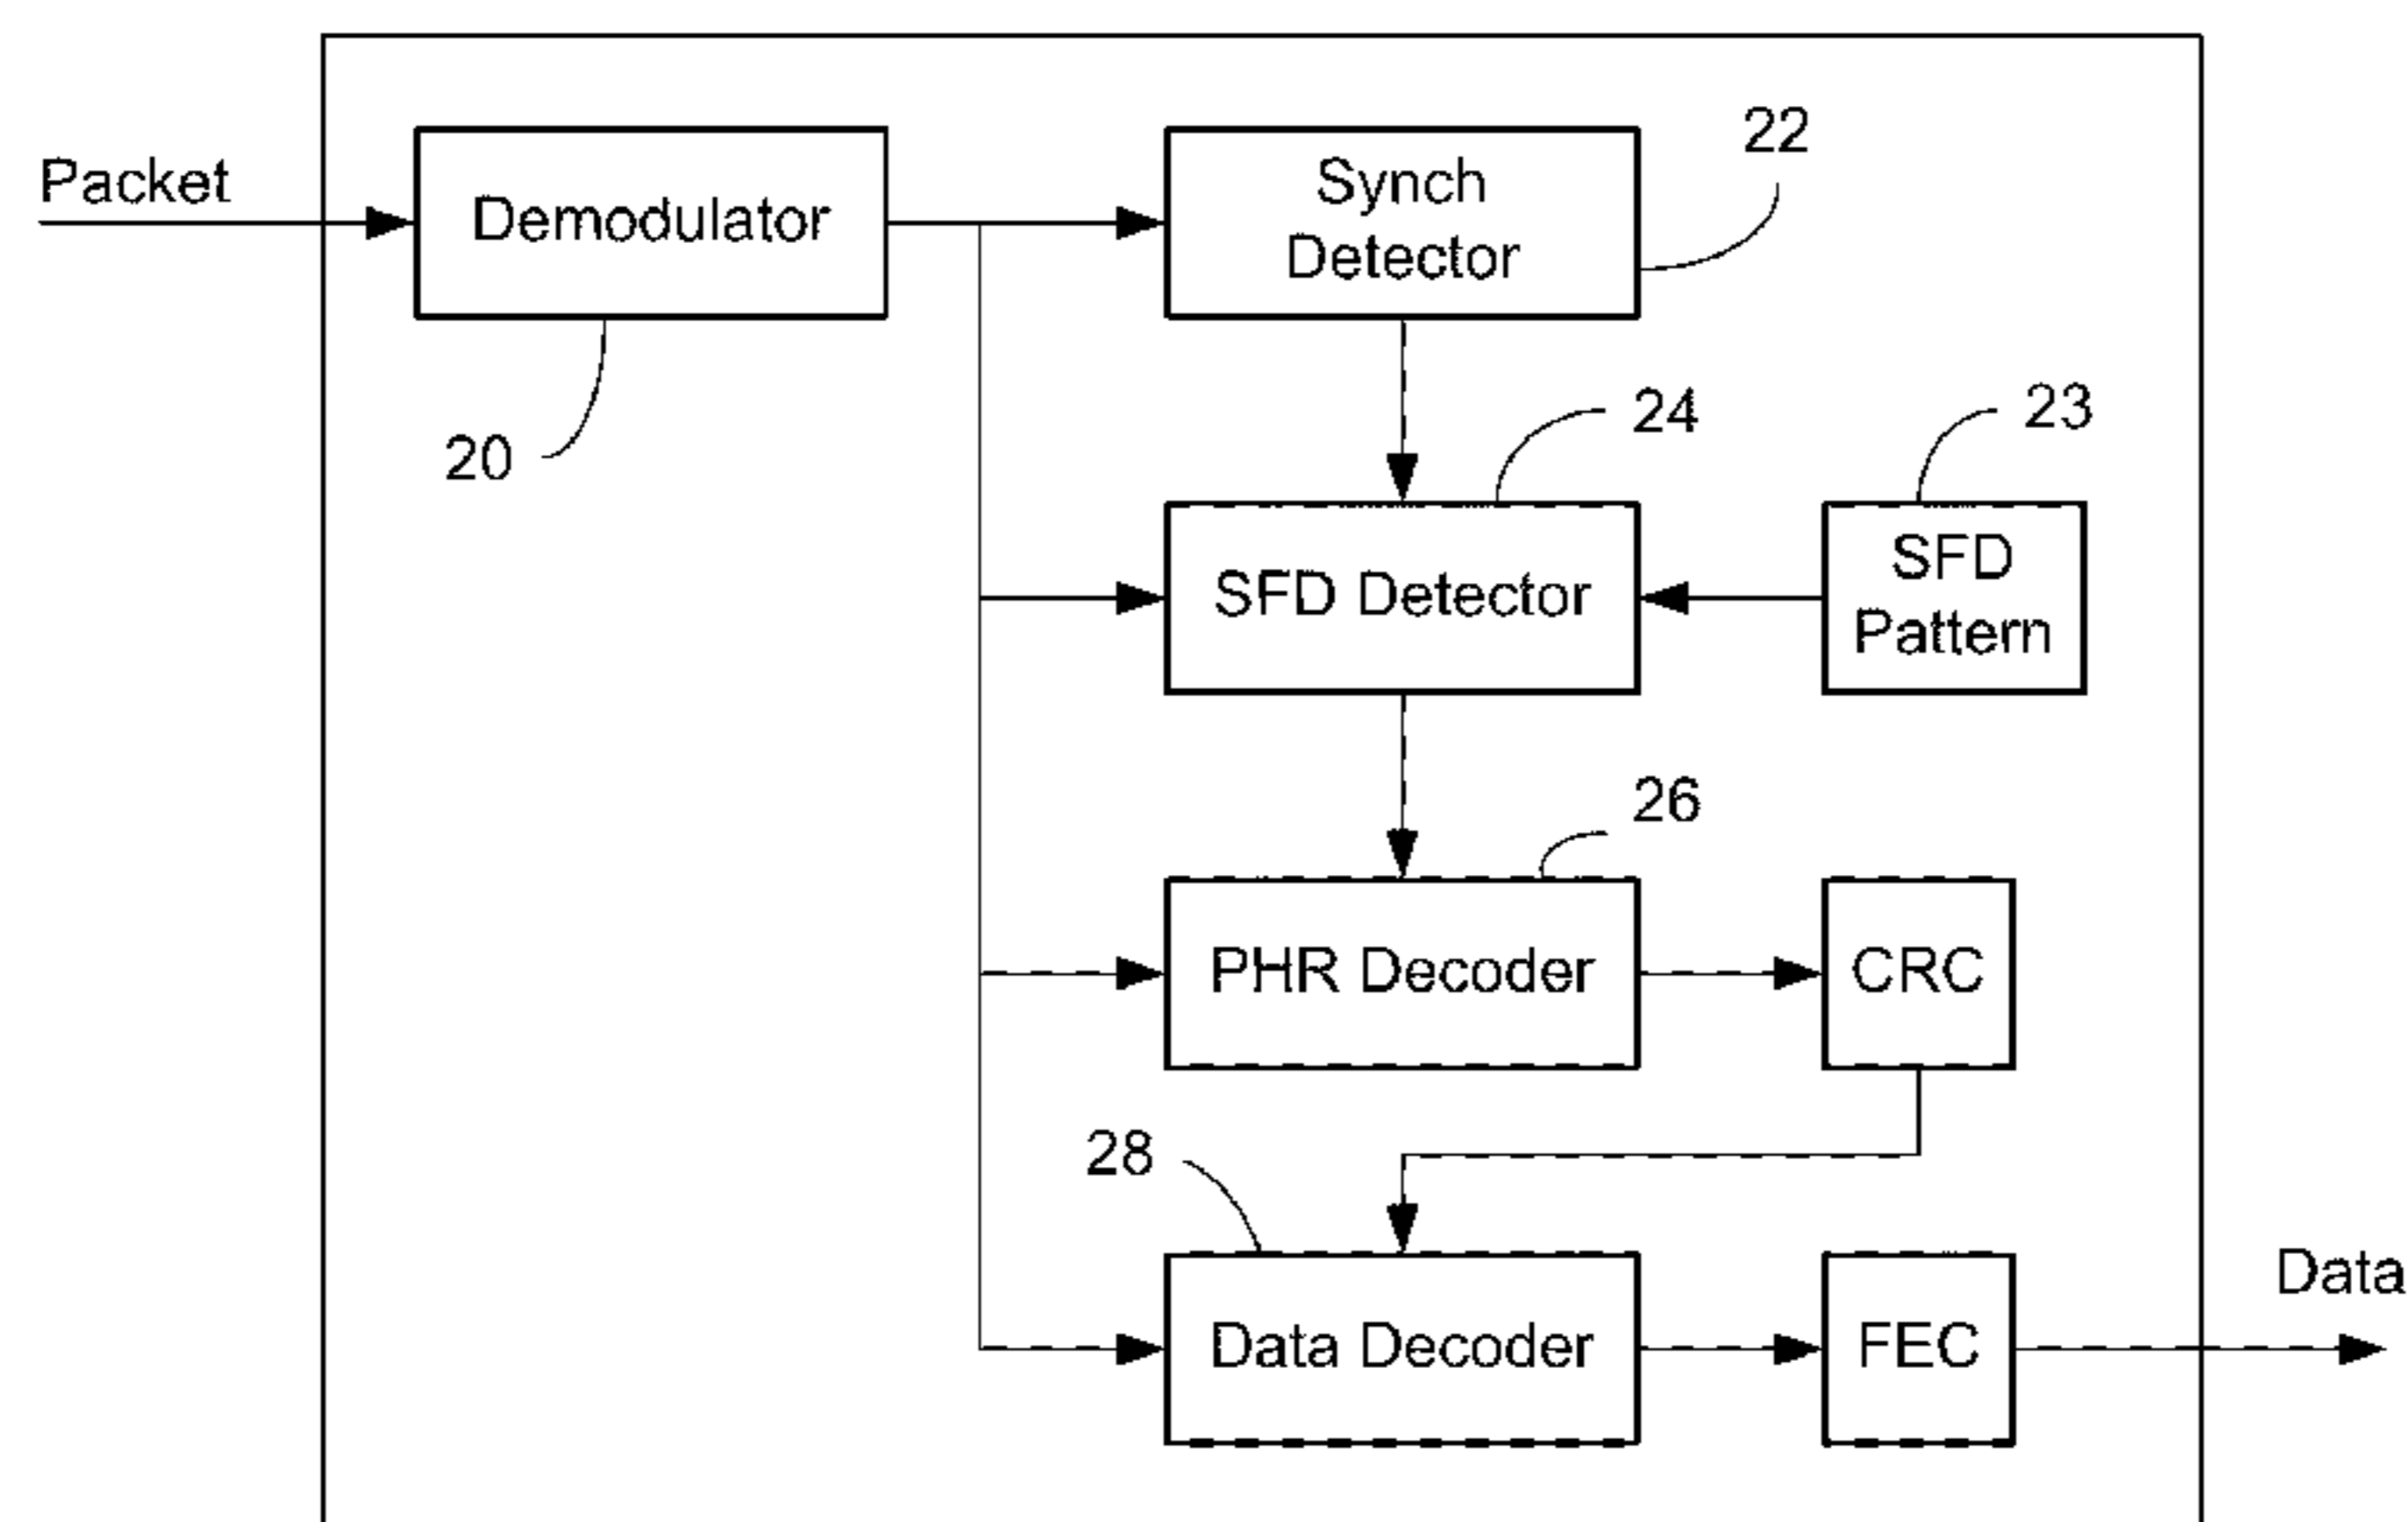 Packet
Demodulator
20
Synch
Detector
22
24
23
SFD Detector
SFD
Pattern
26
PHR Decoder
CRC
28
Data Decoder
FEC
Data